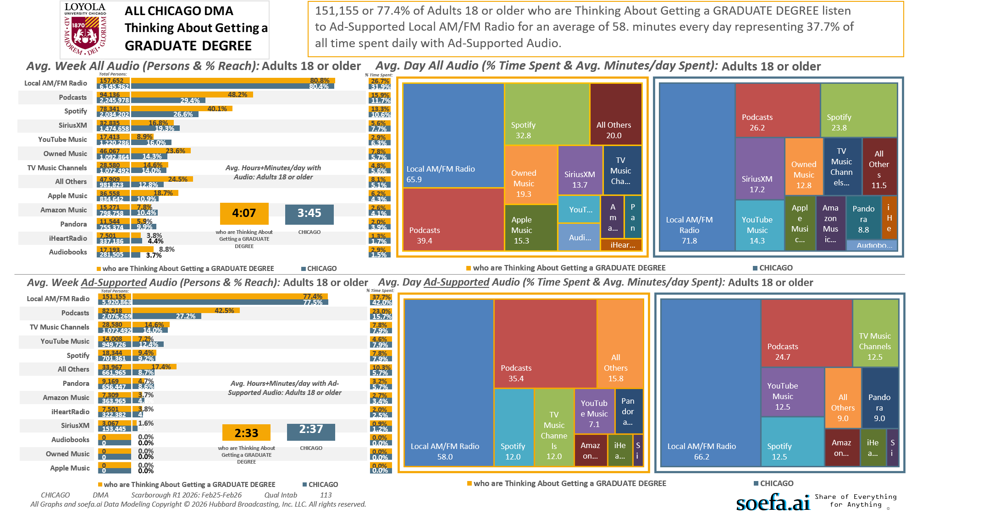 LOYOLA
UNIVERSITY CHICAGO
1870
AD • MAJOREM • DEI • GLORIAM
ALL CHICAGO DMA
Thinking About Getting a
GRADUATE DEGREE
151,155 or 77.4% of Adults 18 or older who are Thinking About Getting a GRADUATE DEGREE listen
to Ad-Supported Local AM/FM Radio for an average of 58. minutes every day representing 37.7% of
all time spent daily with Ad-Supported Audio.
Avg. Week All Audio (Persons & % Reach): Adults 18 or older
Total Persons:
% Time Spent:
Local AM/FM Radio 157,652 80.8% 26.7%
6,145,962 80.4% 31.9%
Podcasts 94,136 48.2% 15.9%
2,245,978 29.4% 11.7%
Spotify 78,341 40.1% 13.3%
2,034,202 26.6% 10.6%
SiriusXM 32,835 16.8% 5.6%
1,474,658 19.3% 7.7%
YouTube Music 17,413 8.9% 2.9%
1,220,286 16.0% 6.3%
Owned Music 46,067 23.6% 7.8%
1,092,864 14.3% 5.7%
TV Music Channels 28,580 14.6% 4.8%
1,072,492 14.0% 5.6%
All Others 47,909 24.5% 8.1%
981,823 12.8% 5.1%
Apple Music 36,558 18.7% 6.2%
834,642 10.9% 4.3%
Amazon Music 15,271 7.8% 2.6%
798,758 10.4% 4.1%
Pandora 11,544 5.9% 2.0%
755,374 9.9% 3.9%
iHeartRadio 7,501 3.8% 1.3%
337,186 4.4% 1.7%
Audiobooks 17,193 8.8% 2.9%
281,505 3.7% 1.5%
Avg. Hours+Minutes/day with
Audio: Adults 18 or older
4:07
3:45
who are Thinking About
Getting a GRADUATE
DEGREE
CHICAGO
who are Thinking About Getting a GRADUATE DEGREE
CHICAGO
Avg. Day All Audio (% Time Spent & Avg. Minutes/day Spent): Adults 18 or older
Local AM/FM Radio
65.9
Podcasts
39.4
Spotify
32.8
All Others
20.0
Owned
Music
19.3
Apple
Music
15.3
SiriusXM
13.7
TV
Music
Cha...
YouT...
Audi...
A
m
a...
P
a
n
iHear...
Local AM/FM
Radio
71.8
Podcasts
26.2
Spotify
23.8
SiriusXM
17.2
YouTube
Music
14.3
Owned
Music
12.8
TV
Music
Chann
els...
All
Other
s
11.5
Appl
e
Musi
c...
Ama
zon
Mus
ic...
Pando
ra
8.8
i
H
e
Audiobo...
who are Thinking About Getting a GRADUATE DEGREE
CHICAGO
Avg. Week Ad-Supported Audio (Persons & % Reach): Adults 18 or older
Total Persons:
% Time Spent:
Local AM/FM Radio 151,155 77.4% 37.7%
5,920,863 77.5% 42.0%
Podcasts 82,918 42.5% 23.0%
2,076,269 27.2% 15.7%
TV Music Channels 28,580 14.6% 7.8%
1,072,492 14.0% 7.9%
YouTube Music 14,008 7.2% 4.6%
949,726 12.4% 7.9%
Spotify 18,344 9.4% 7.8%
701,361 9.2% 7.9%
All Others 33,967 17.4% 10.3%
661,965 8.7% 5.7%
Pandora 9,169 4.7% 3.2%
656,447 8.6% 5.7%
Amazon Music 7,309 3.7% 2.7%
363,965 3.4%
iHeartRadio 7,501 3.8% 2.0%
322,382 2.5%
SiriusXM 3,067 1.6% 0.9%
153,445 1.2%
Audiobooks 0 0.0% 0.0%
0 0.0% 0.0%
Owned Music 0 0.0% 0.0%
0 0.0% 0.0%
Apple Music 0 0.0% 0.0%
0 0.0% 0.0%
Avg. Hours+Minutes/day with Ad-
Supported Audio: Adults 18 or older
2:33
2:37
who are Thinking About
Getting a GRADUATE
DEGREE
CHICAGO
who are Thinking About Getting a GRADUATE DEGREE
CHICAGO
Avg. Day Ad-Supported Audio (% Time Spent & Avg. Minutes/day Spent): Adults 18 or older
Local AM/FM Radio
58.0
Podcasts
35.4
All
Others
15.8
Spotify
12.0
TV
Music
Channe
ls
12.0
YouTub
e Music
7.1
Pan
dor
a...
Amaz
on...
iHe
a...
S
i
Local AM/FM Radio
66.2
Podcasts
24.7
TV Music
Channels
12.5
YouTube
Music
12.5
Spotify
12.5
All
Others
9.0
Pando
ra
9.0
Amaz
on...
iHe
a...
S
i
who are Thinking About Getting a GRADUATE DEGREE
CHICAGO
CHICAGO DMA Scarborough R1 2026: Feb25-Feb26 Qual Intab 113
All Graphs and soefa.ai Data Modeling Copyright © 2026 Hubbard Broadcasting, Inc. LLC. All rights reserved.
soefa.ai
Share of Everything
for Anything ©